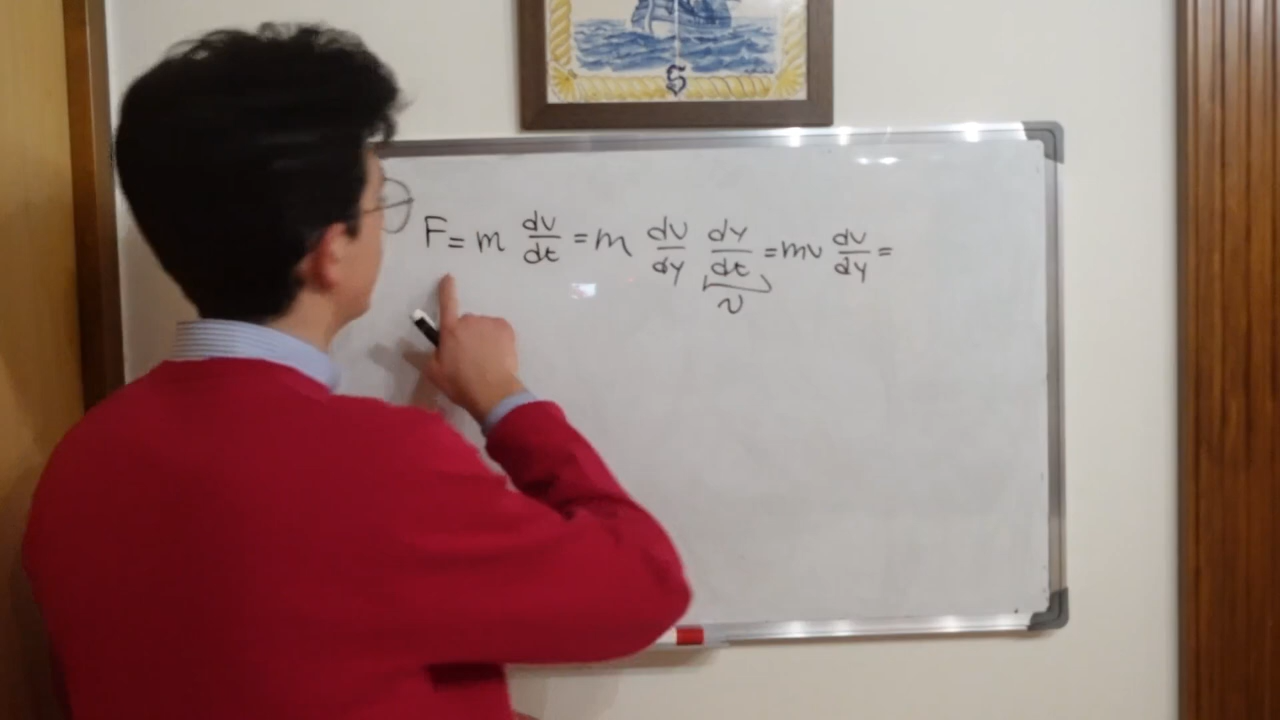 S
F = m dv/dt = m dv/dy dy/dt = mv dv/dy =
v